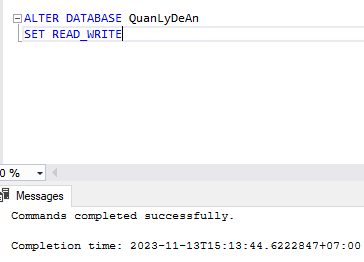 ALTER DATABASE QuanLyDeAn
SET READ_WRITE
0 %
Messages
Commands completed successfully.
Completion time: 2023-11-13T15:13:44.6222847+07:00